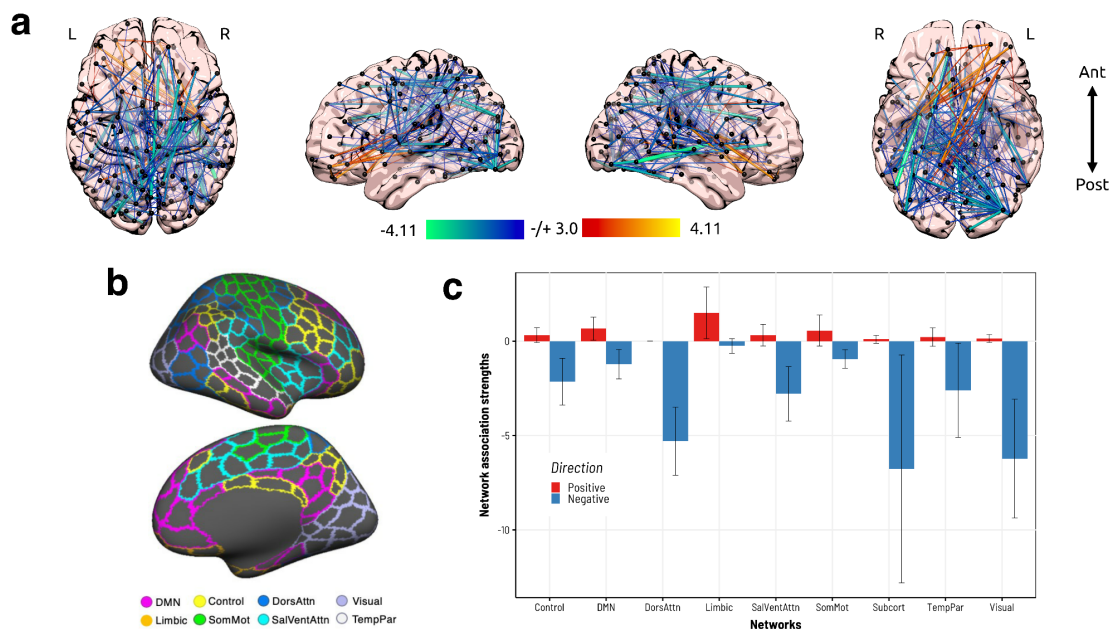 a
L R
R L
Ant
Post
-4.11 -/+ 3.0 4.11
b
DMN Control DorsAttn Visual
Limbic SomMot SalVentAttn TempPar
c
Network association strengths
0
-5
-10
Direction
Positive
Negative
Control DMN DorsAttn Limbic SalVentAttn SomMot Subcort TempPar Visual
Networks